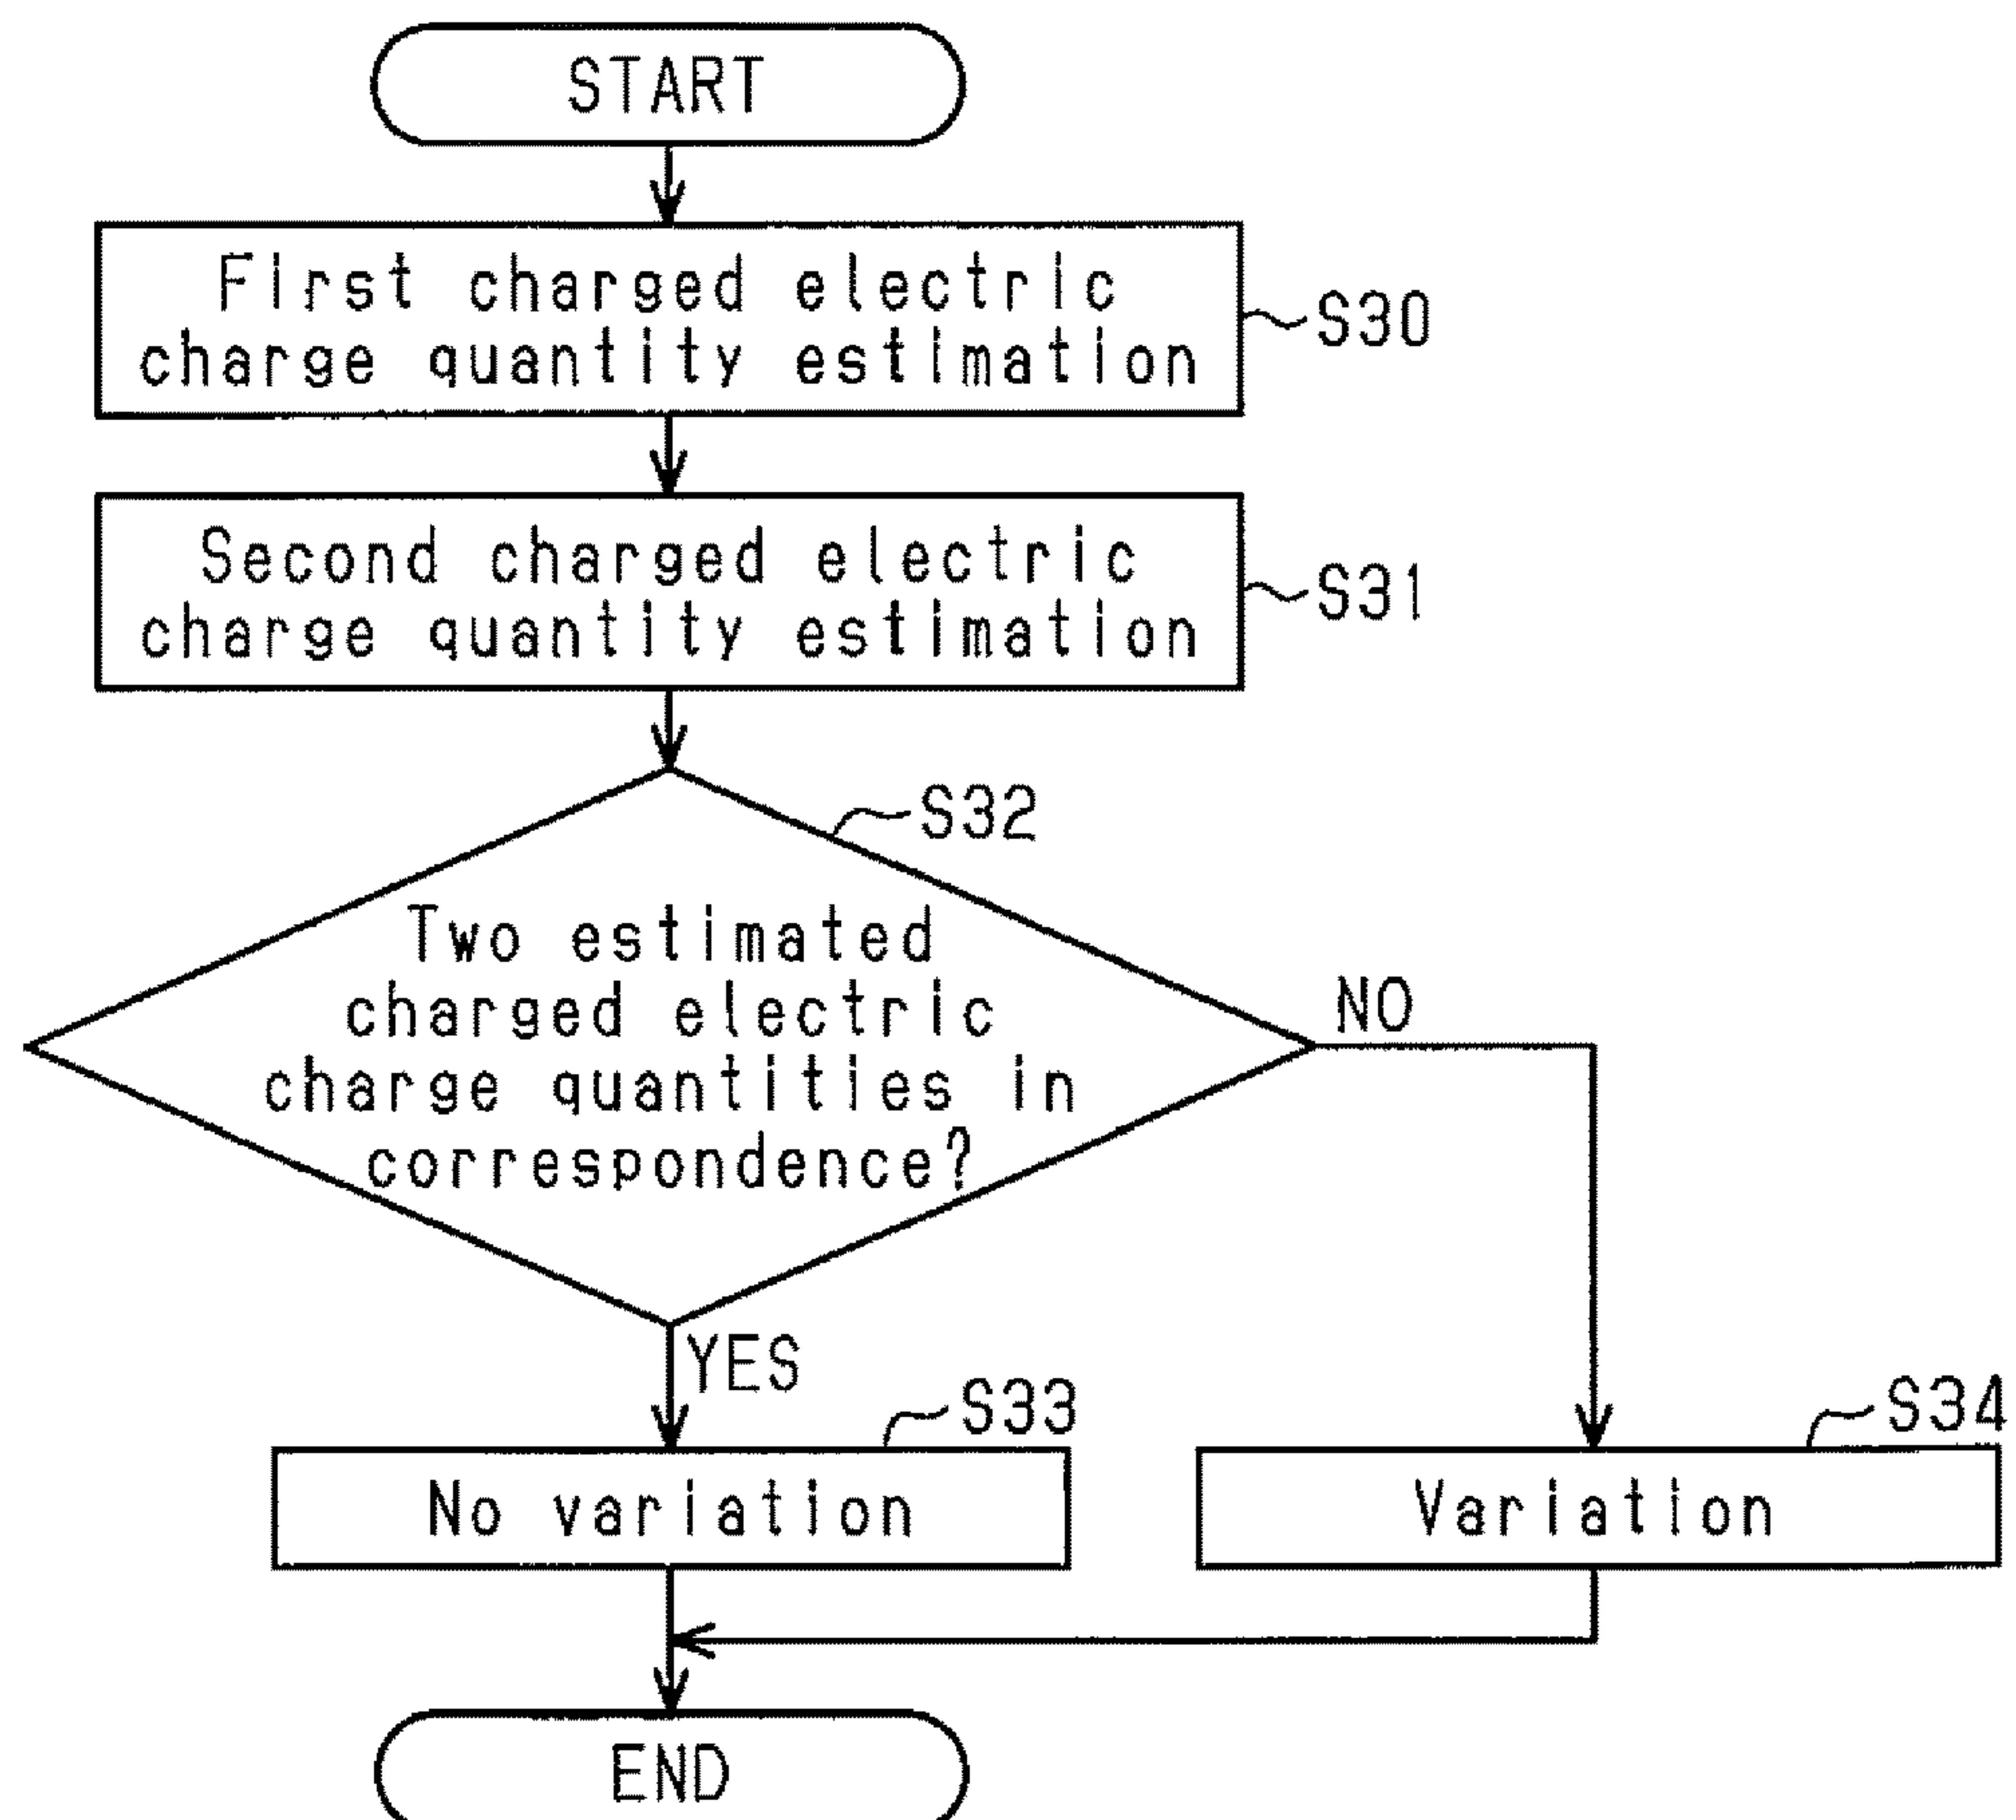 START
First charged electric
charge quantity estimation
S30
Second charged electric
charge quantity estimation
S31
S32
Two estimated
charged electric
charge quantities in
correspondence?
NO
YES
S33
No variation
S34
Variation
END